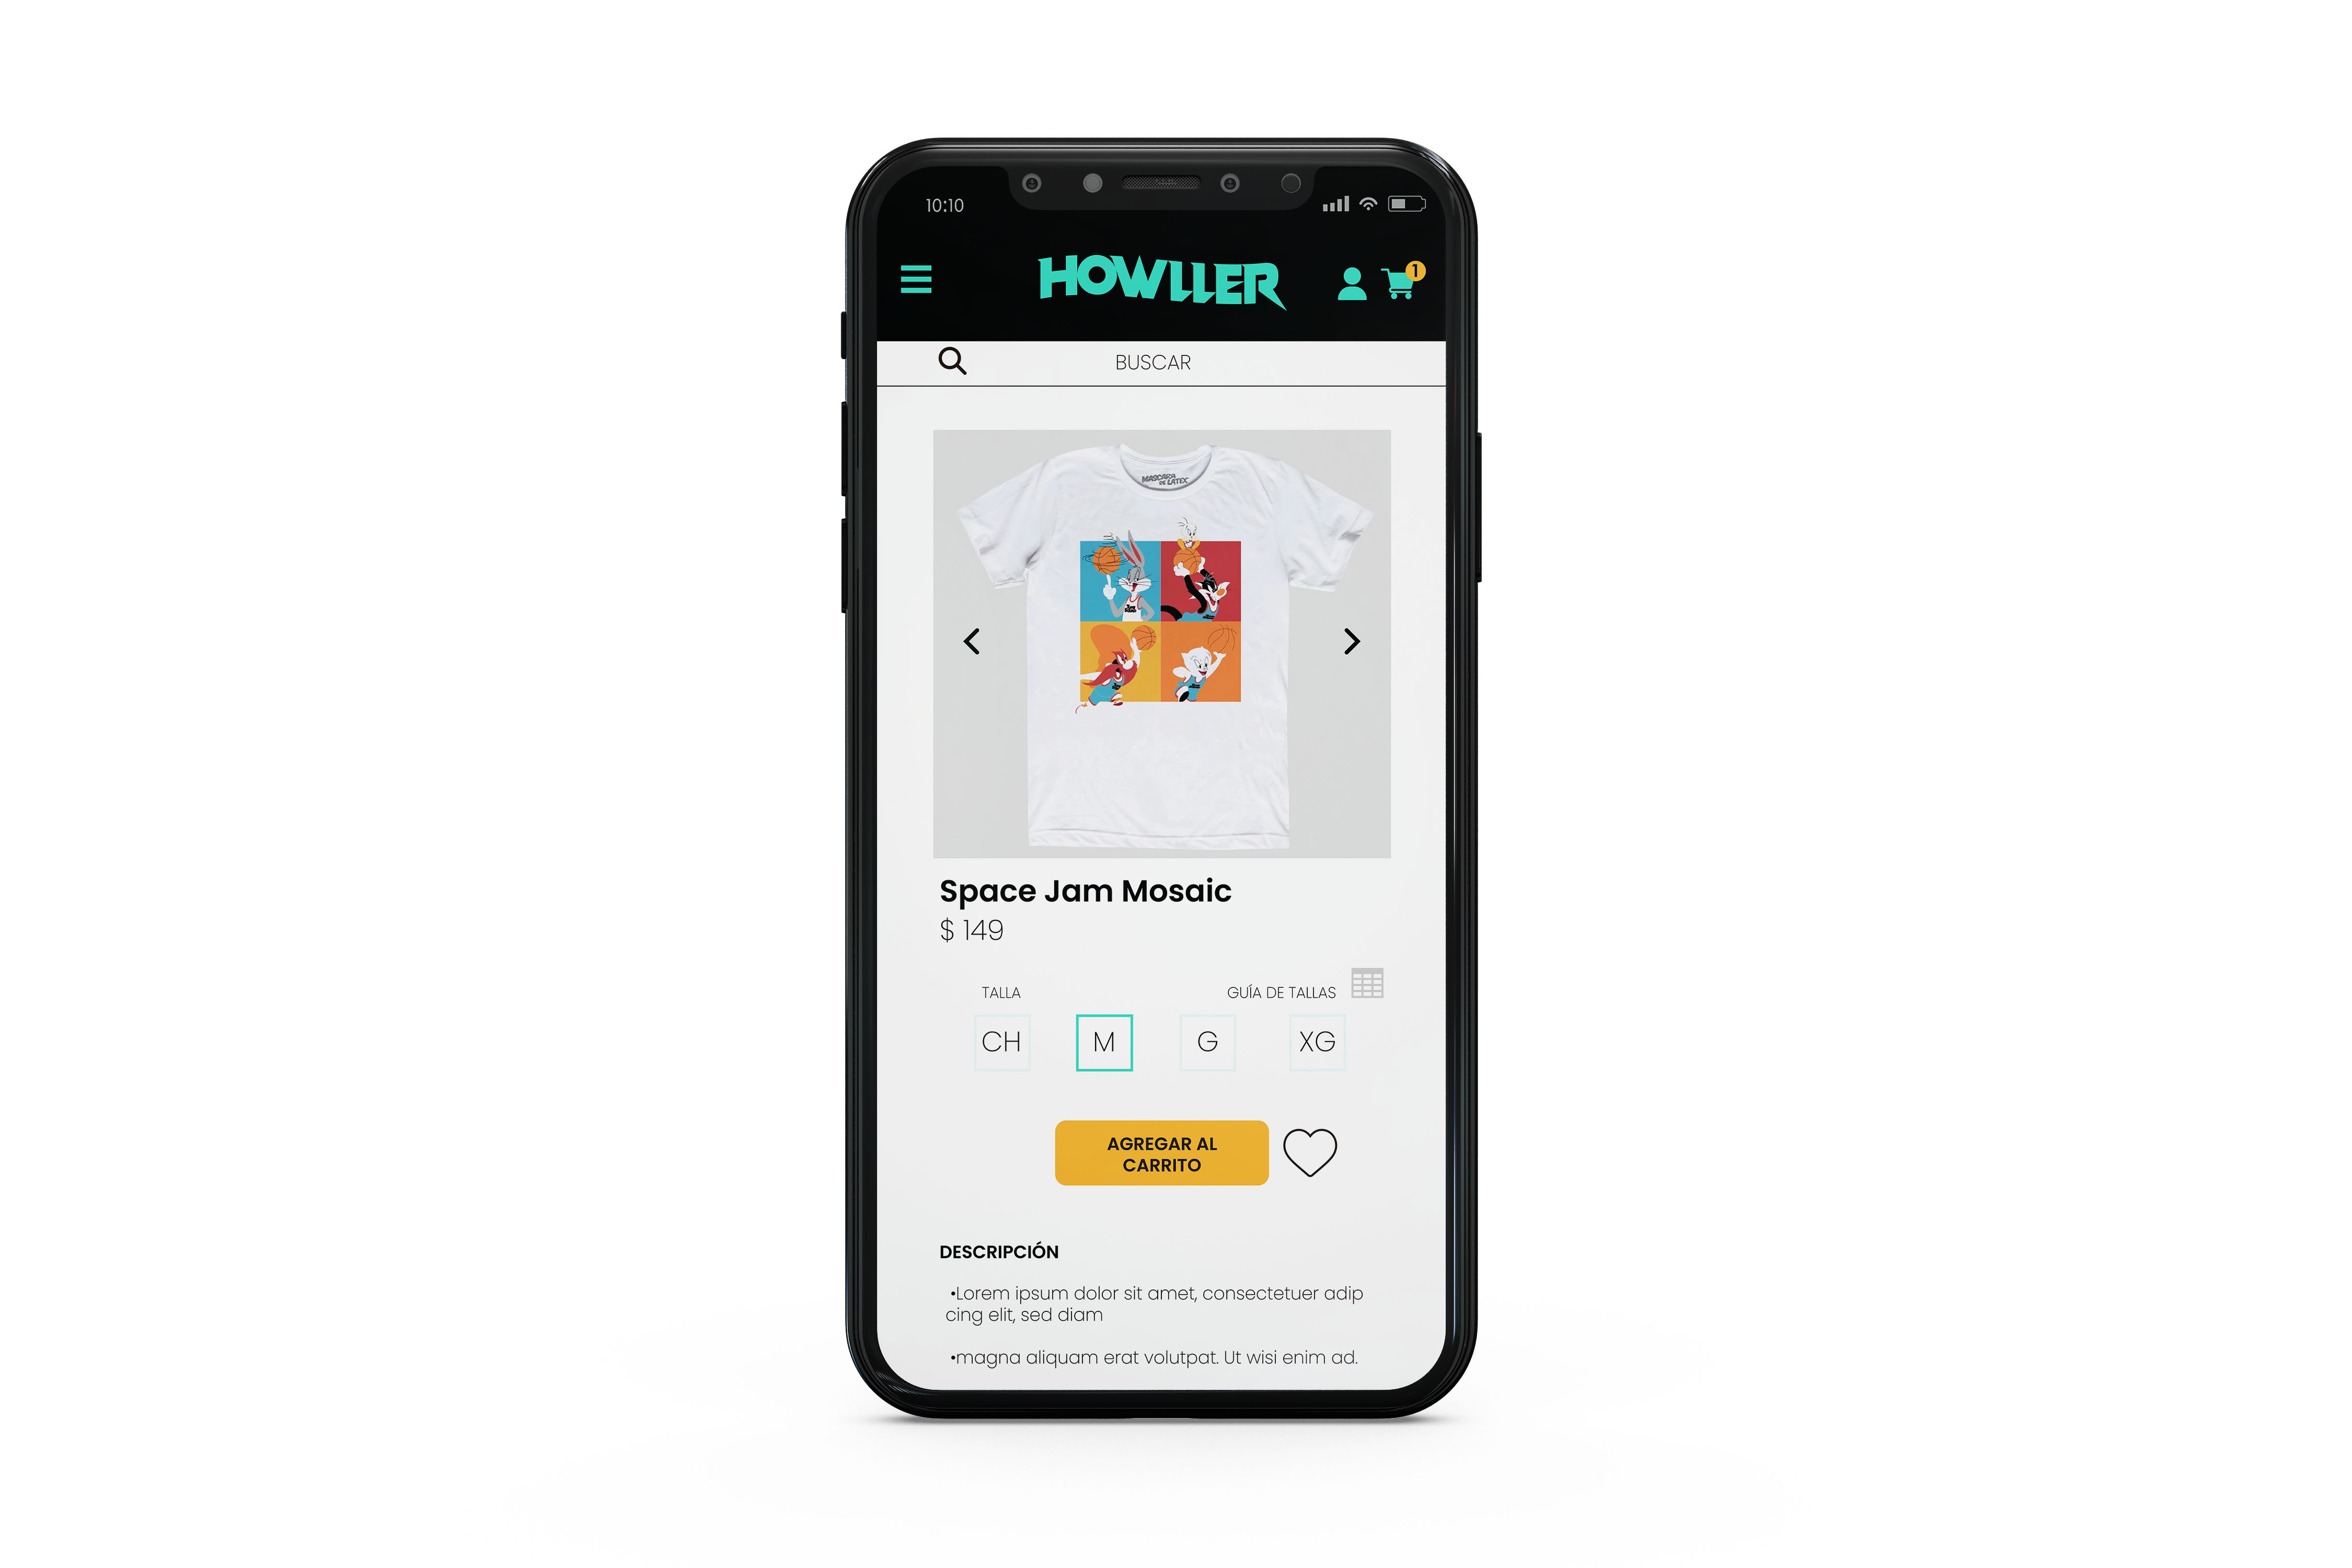 10:10
HOWLLER
1
BUSCAR
MASCARA
DE LATEX
Space Jam Mosaic
$ 149
TALLA
GUÍA DE TALLAS
CH
M
G
XG
AGREGAR AL
CARRITO
DESCRIPCIÓN
•Lorem ipsum dolor sit amet, consectetuer adip
cing elit, sed diam
•magna aliquam erat volutpat. Ut wisi enim ad.